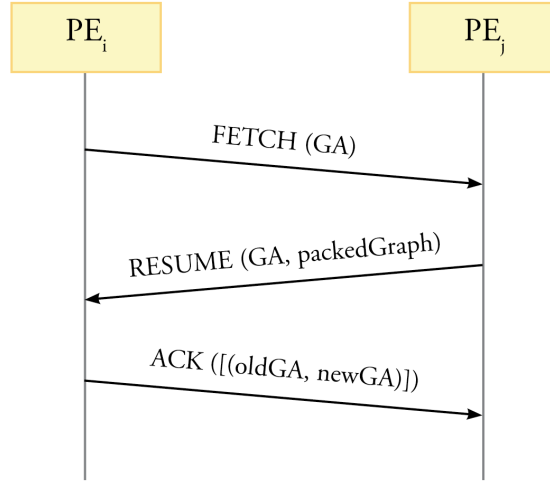 PEᵢ
PEⱼ
FETCH (GA)
RESUME (GA, packedGraph)
ACK ([(oldGA, newGA)])